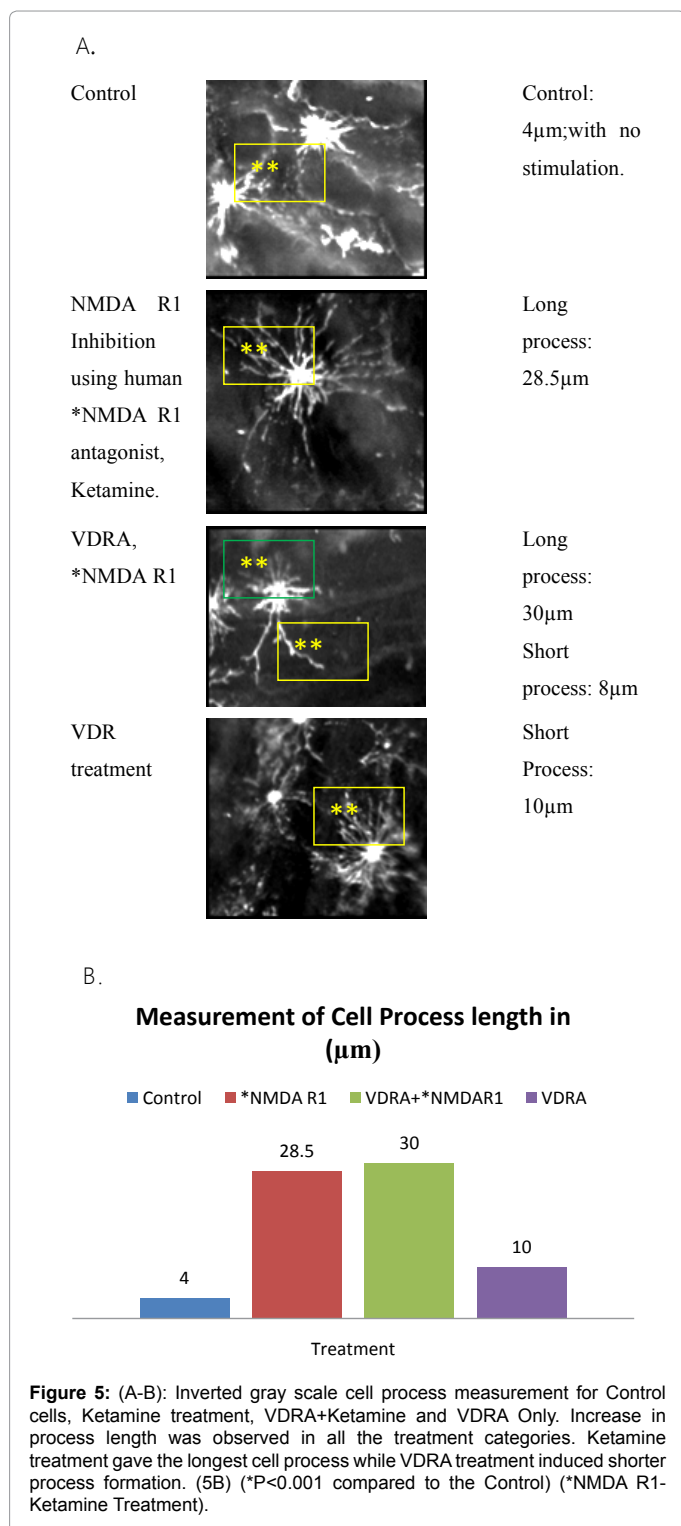 A.
Control
Control:
4µm;with no
stimulation.
**
NMDA R1
Inhibition
using human
*NMDA R1
antagonist,
Ketamine.
**
Long
process:
28.5µm
VDRA,
*NMDA R1
**
**
Long
process:
30µm
Short
process: 8µm
VDR
treatment
**
Short
Process:
10µm
B.
Measurement of Cell Process length in
(µm)
Control *NMDA R1 VDRA+*NMDAR1 VDRA
4
28.5
30
10
Treatment
Figure 5: (A-B): Inverted gray scale cell process measurement for Control
cells, Ketamine treatment, VDRA+Ketamine and VDRA Only. Increase in
process length was observed in all the treatment categories. Ketamine
treatment gave the longest cell process while VDRA treatment induced shorter
process formation. (5B) (*P<0.001 compared to the Control) (*NMDA R1-
Ketamine Treatment).